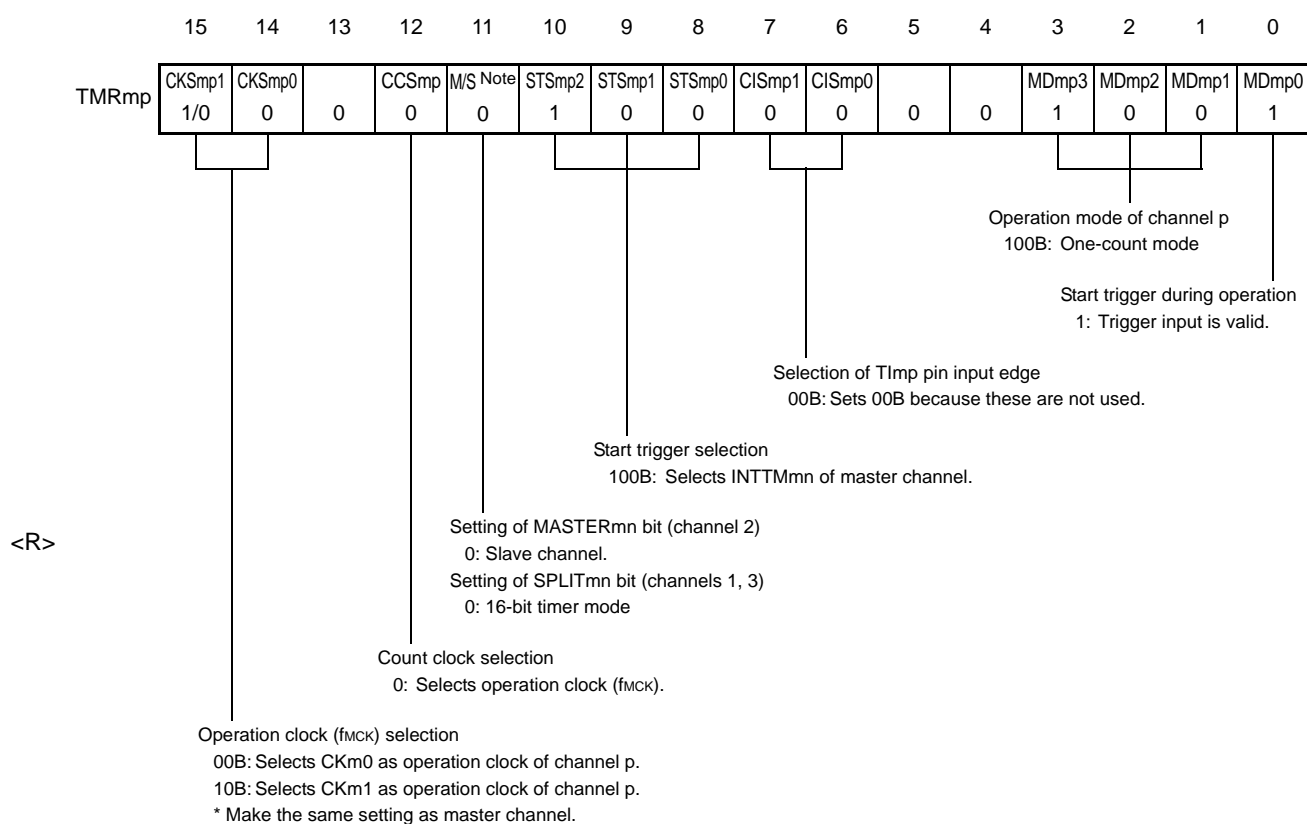 15 14 13 12 11 10 9 8 7 6 5 4 3 2 1 0
TMRmp
CKSmp1 CKSmp0 CCSmp M/S Note STSmp2 STSmp1 STSmp0 CISmp1 CISmp0 MDmp3 MDmp2 MDmp1 MDmp0
1/0 0 0 0 0 1 0 0 0 0 0 0 1 0 0 1
Operation mode of channel p
100B: One-count mode
Start trigger during operation
1: Trigger input is valid.
Selection of TImp pin input edge
00B: Sets 00B because these are not used.
Start trigger selection
100B: Selects INTTMmn of master channel.
Setting of MASTERmn bit (channel 2)
<R>
0: Slave channel.
Setting of SPLITmn bit (channels 1, 3)
0: 16-bit timer mode
Count clock selection
0: Selects operation clock (fMCK).
Operation clock (fMCK) selection
00B: Selects CKm0 as operation clock of channel p.
10B: Selects CKm1 as operation clock of channel p.
* Make the same setting as master channel.